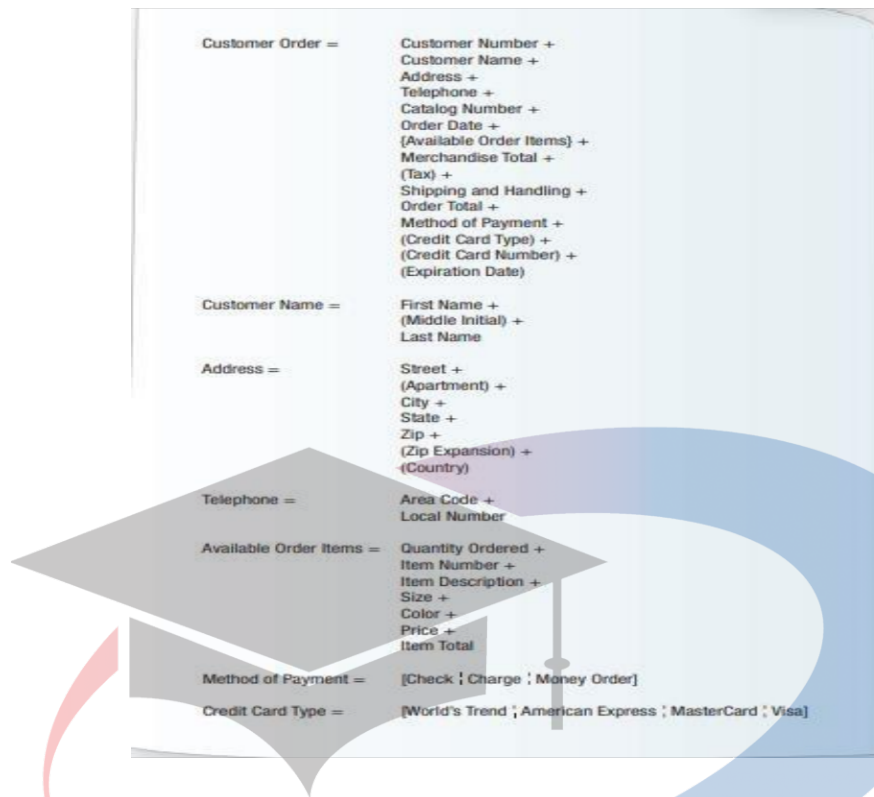 Customer Order = Customer Number +
Customer Name +
Address +
Telephone +
Catalog Number +
Order Date +
{Available Order Items} +
Merchandise Total +
(Tax) +
Shipping and Handling +
Order Total +
Method of Payment +
(Credit Card Type) +
(Credit Card Number) +
(Expiration Date)
Customer Name = First Name +
(Middle Initial) +
Last Name
Address = Street +
(Apartment) +
City +
State +
Zip +
(Zip Expansion) +
(Country)
Telephone = Area Code +
Local Number
Available Order Items = Quantity Ordered +
Item Number +
Item Description +
Size +
Color +
Price +
Item Total
Method of Payment = [Check ¦ Charge ¦ Money Order]
Credit Card Type = [World's Trend ¦ American Express ¦ MasterCard ¦ Visa]